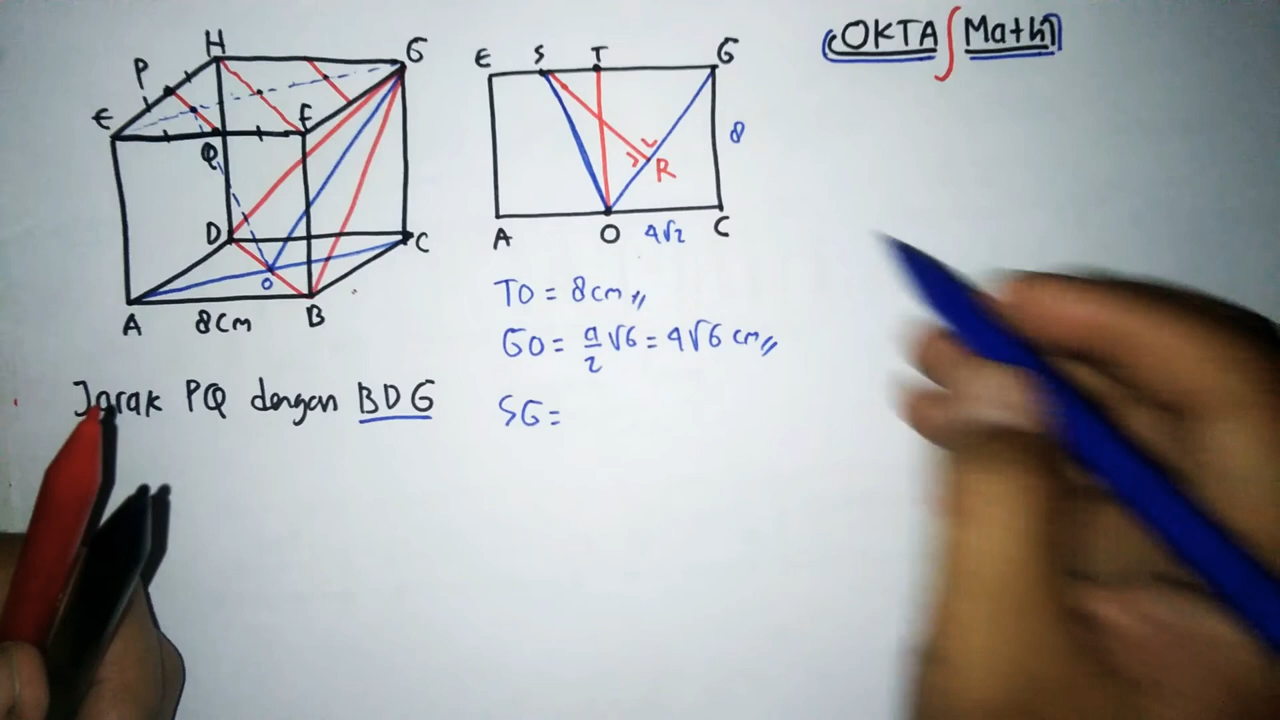 OKTA∫Math
H
G
P
E
F
Q
D
C
O
A
8cm
B
E S T G
8
R
A O 4√2 C
TO = 8cm //
GO = a/2 √6 = 4√6 cm //
SG =
Jarak PQ dengan BDG